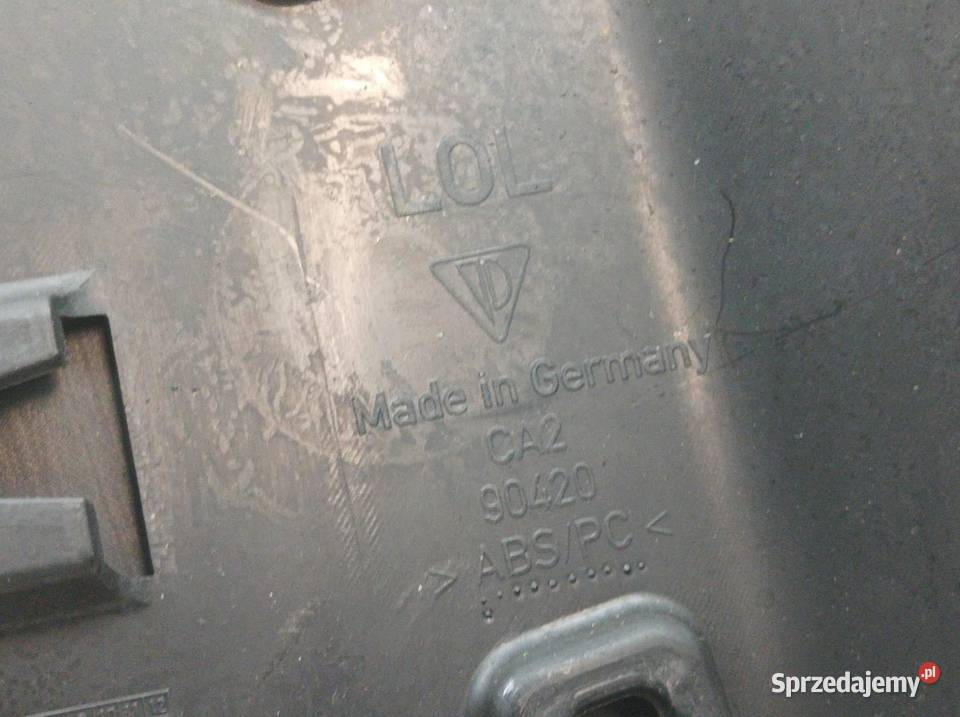 LOL
Made in Germany
CA2
90420
> ABS/PC <
Sprzedajemy.pl